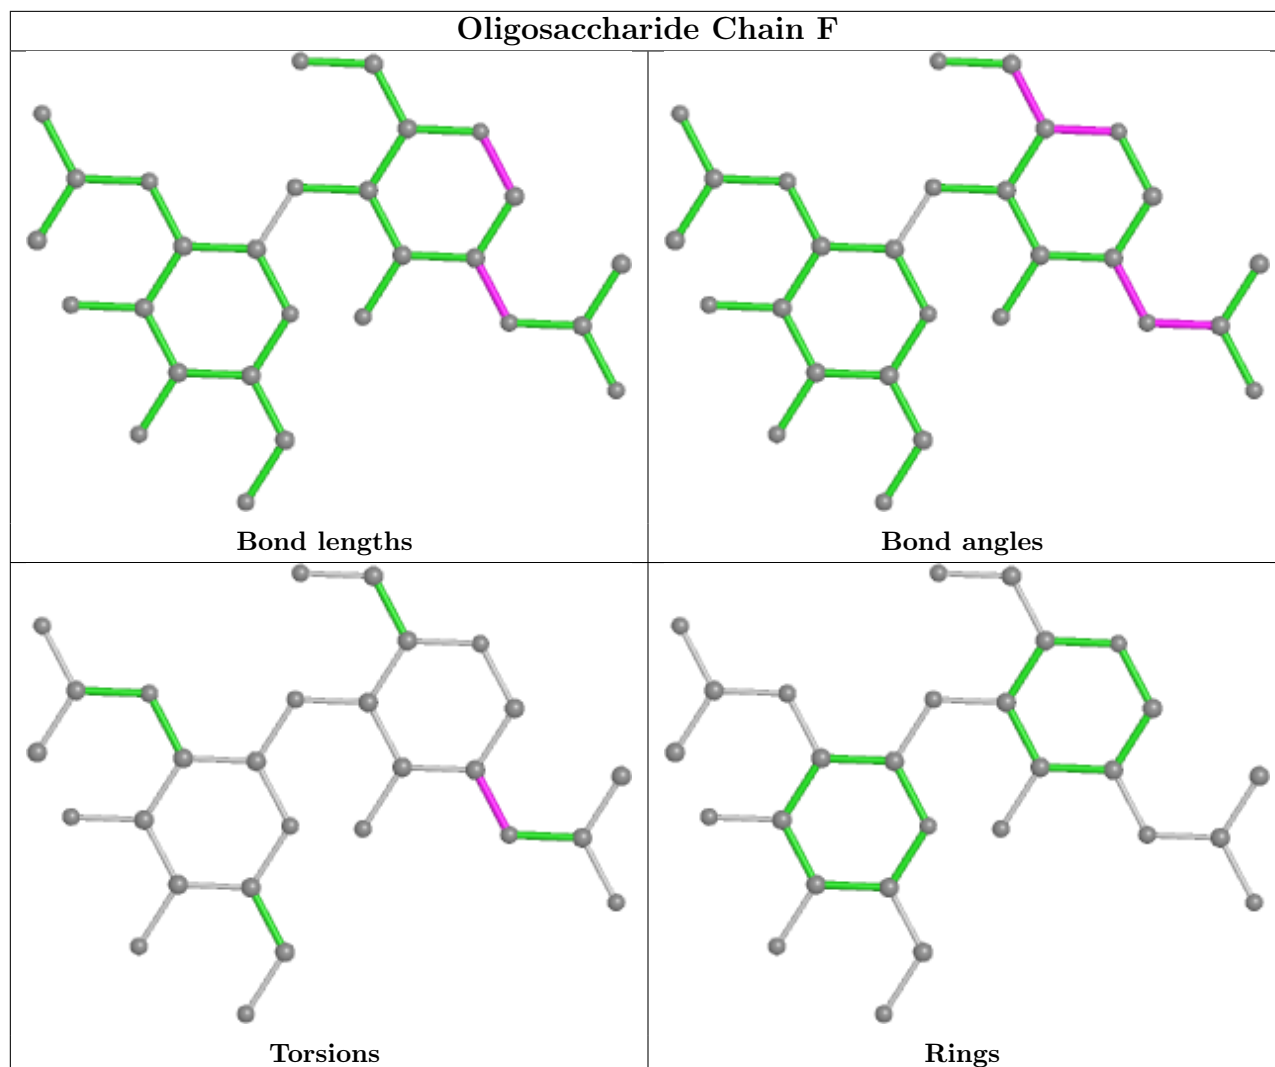 Oligosaccharide Chain F
Bond lengths
Bond angles
Torsions
Rings